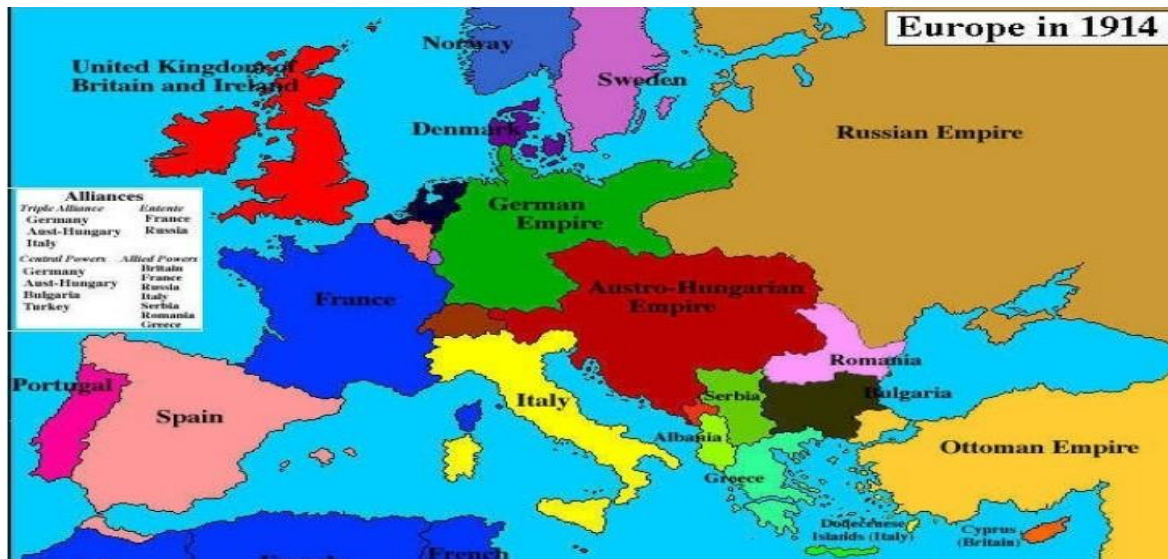 Europe in 1914
Norway
United Kingdom of
Britain and Ireland
Sweden
Denmark
Russian Empire
Alliances
Triple Alliance Entente
Germany France
Aust-Hungary Russia
Italy
Central Powers Allied Powers
Germany Britain
Aust-Hungary France
Bulgaria Russia
Turkey Italy
Serbia
Romania
Greece
German
Empire
France
Austro-Hungarian
Empire
Romania
Portugal
Spain
Italy
Serbia
Bulgaria
Albania
Ottoman Empire
Greece
Dodecenese
Islands (Italy)
Cyprus
(Britain)
French